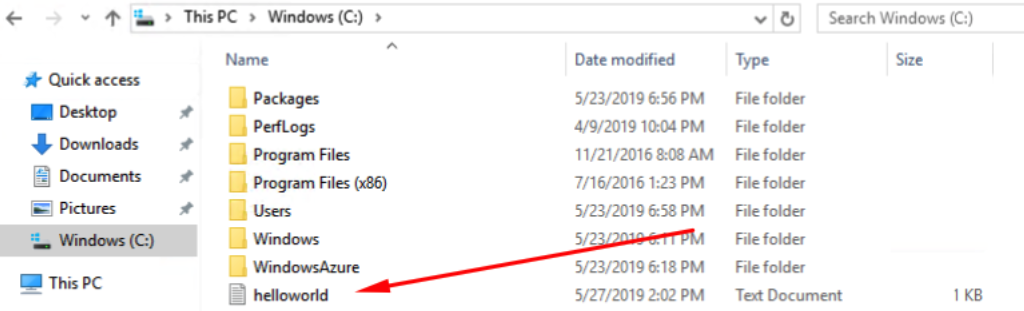 This PC > Windows (C:) >
Search Windows (C:)
Name Date modified Type Size
Quick access
Desktop
Downloads
Documents
Pictures
Windows (C:)
This PC
Packages 5/23/2019 6:56 PM File folder
PerfLogs 4/9/2019 10:04 PM File folder
Program Files 11/21/2016 8:08 AM File folder
Program Files (x86) 7/16/2016 1:23 PM File folder
Users 5/23/2019 6:58 PM File folder
Windows 5/23/2019 6:11 PM File folder
WindowsAzure 5/23/2019 6:18 PM File folder
helloworld 5/27/2019 2:02 PM Text Document 1 KB